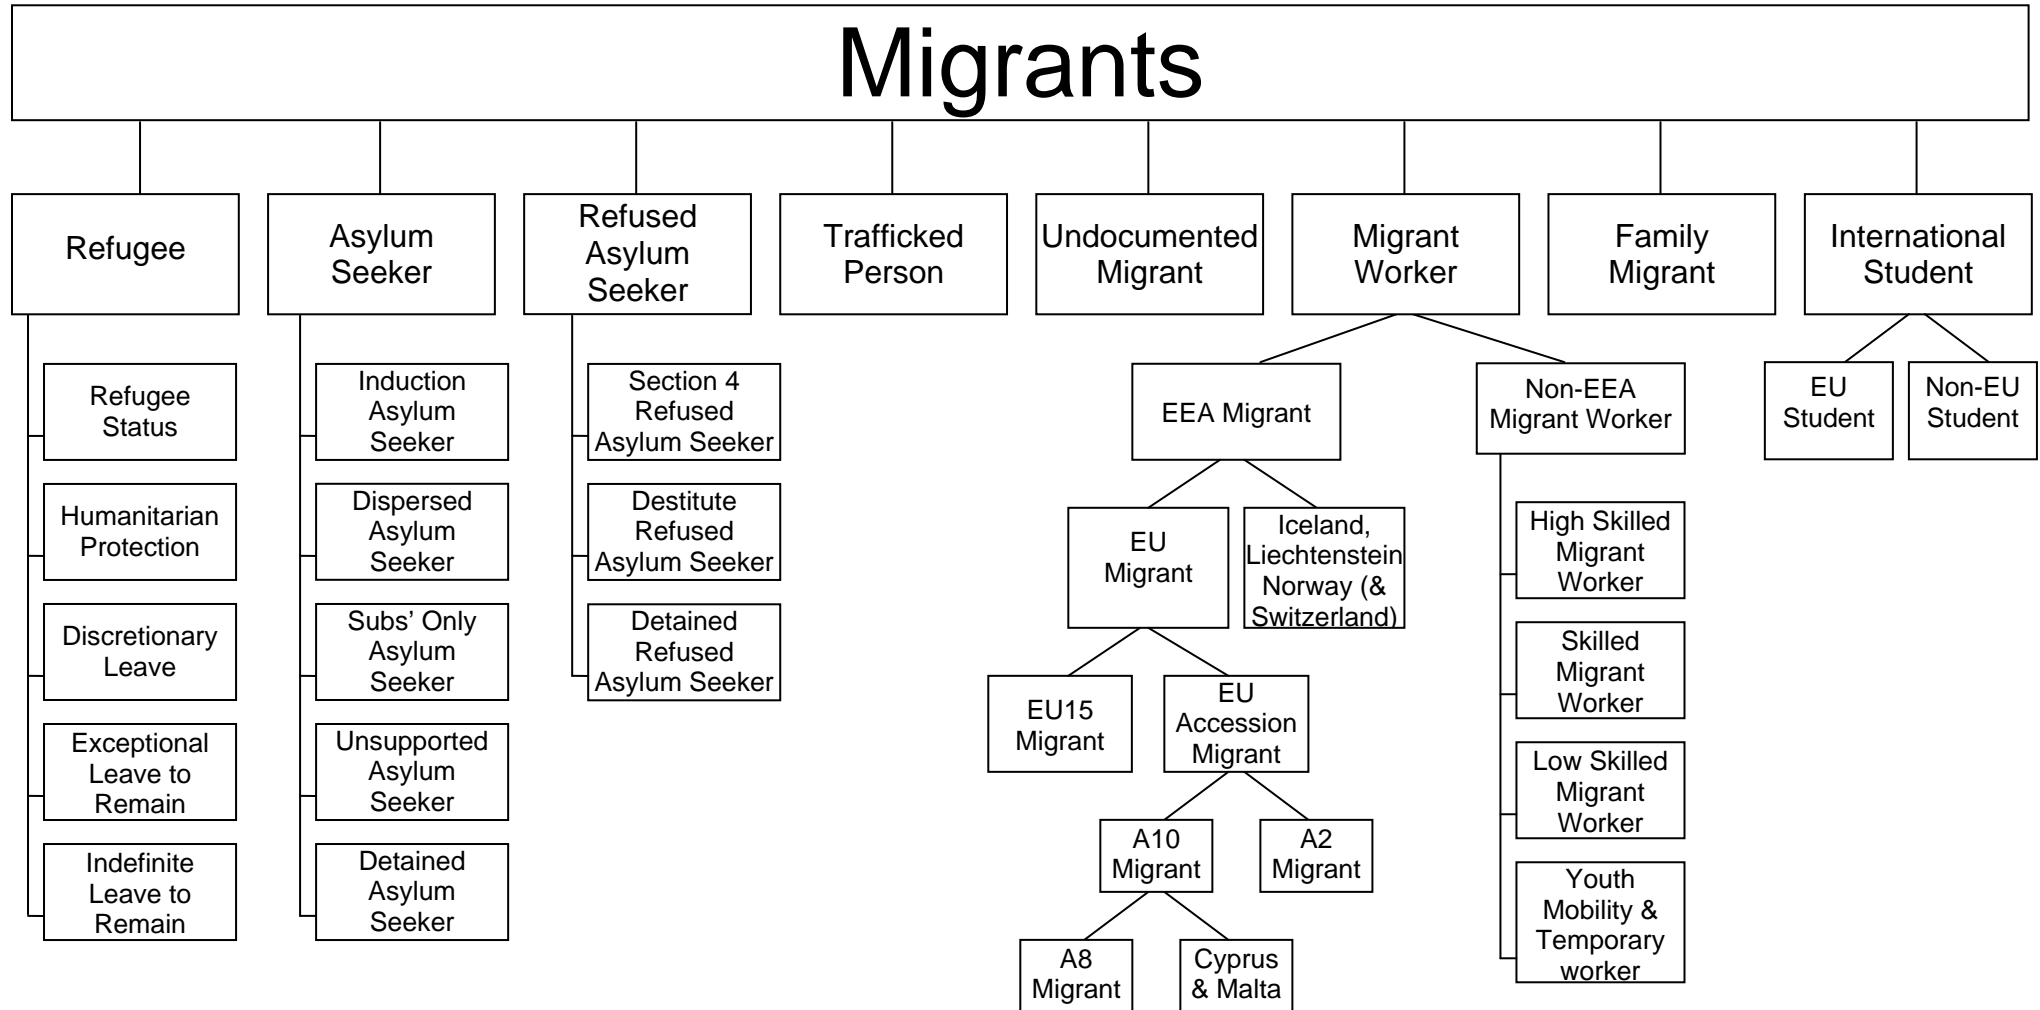 Migrants
Refugee
Asylum
Seeker
Refused
Asylum
Seeker
Trafficked
Person
Undocumented
Migrant
Migrant
Worker
Family
Migrant
International
Student
Refugee
Status
Humanitarian
Protection
Discretionary
Leave
Exceptional
Leave to
Remain
Indefinite
Leave to
Remain
Induction
Asylum
Seeker
Dispersed
Asylum
Seeker
Subs’ Only
Asylum
Seeker
Unsupported
Asylum
Seeker
Detained
Asylum
Seeker
Section 4
Refused
Asylum Seeker
Destitute
Refused
Asylum Seeker
Detained
Refused
Asylum Seeker
EEA Migrant
EU
Migrant
Iceland,
Liechtenstein
Norway (&
Switzerland)
EU15
Migrant
EU
Accession
Migrant
A10
Migrant
A2
Migrant
A8
Migrant
Cyprus
& Malta
Non-EEA
Migrant Worker
High Skilled
Migrant
Worker
Skilled
Migrant
Worker
Low Skilled
Migrant
Worker
Youth
Mobility &
Temporary
worker
EU
Student
Non-EU
Student